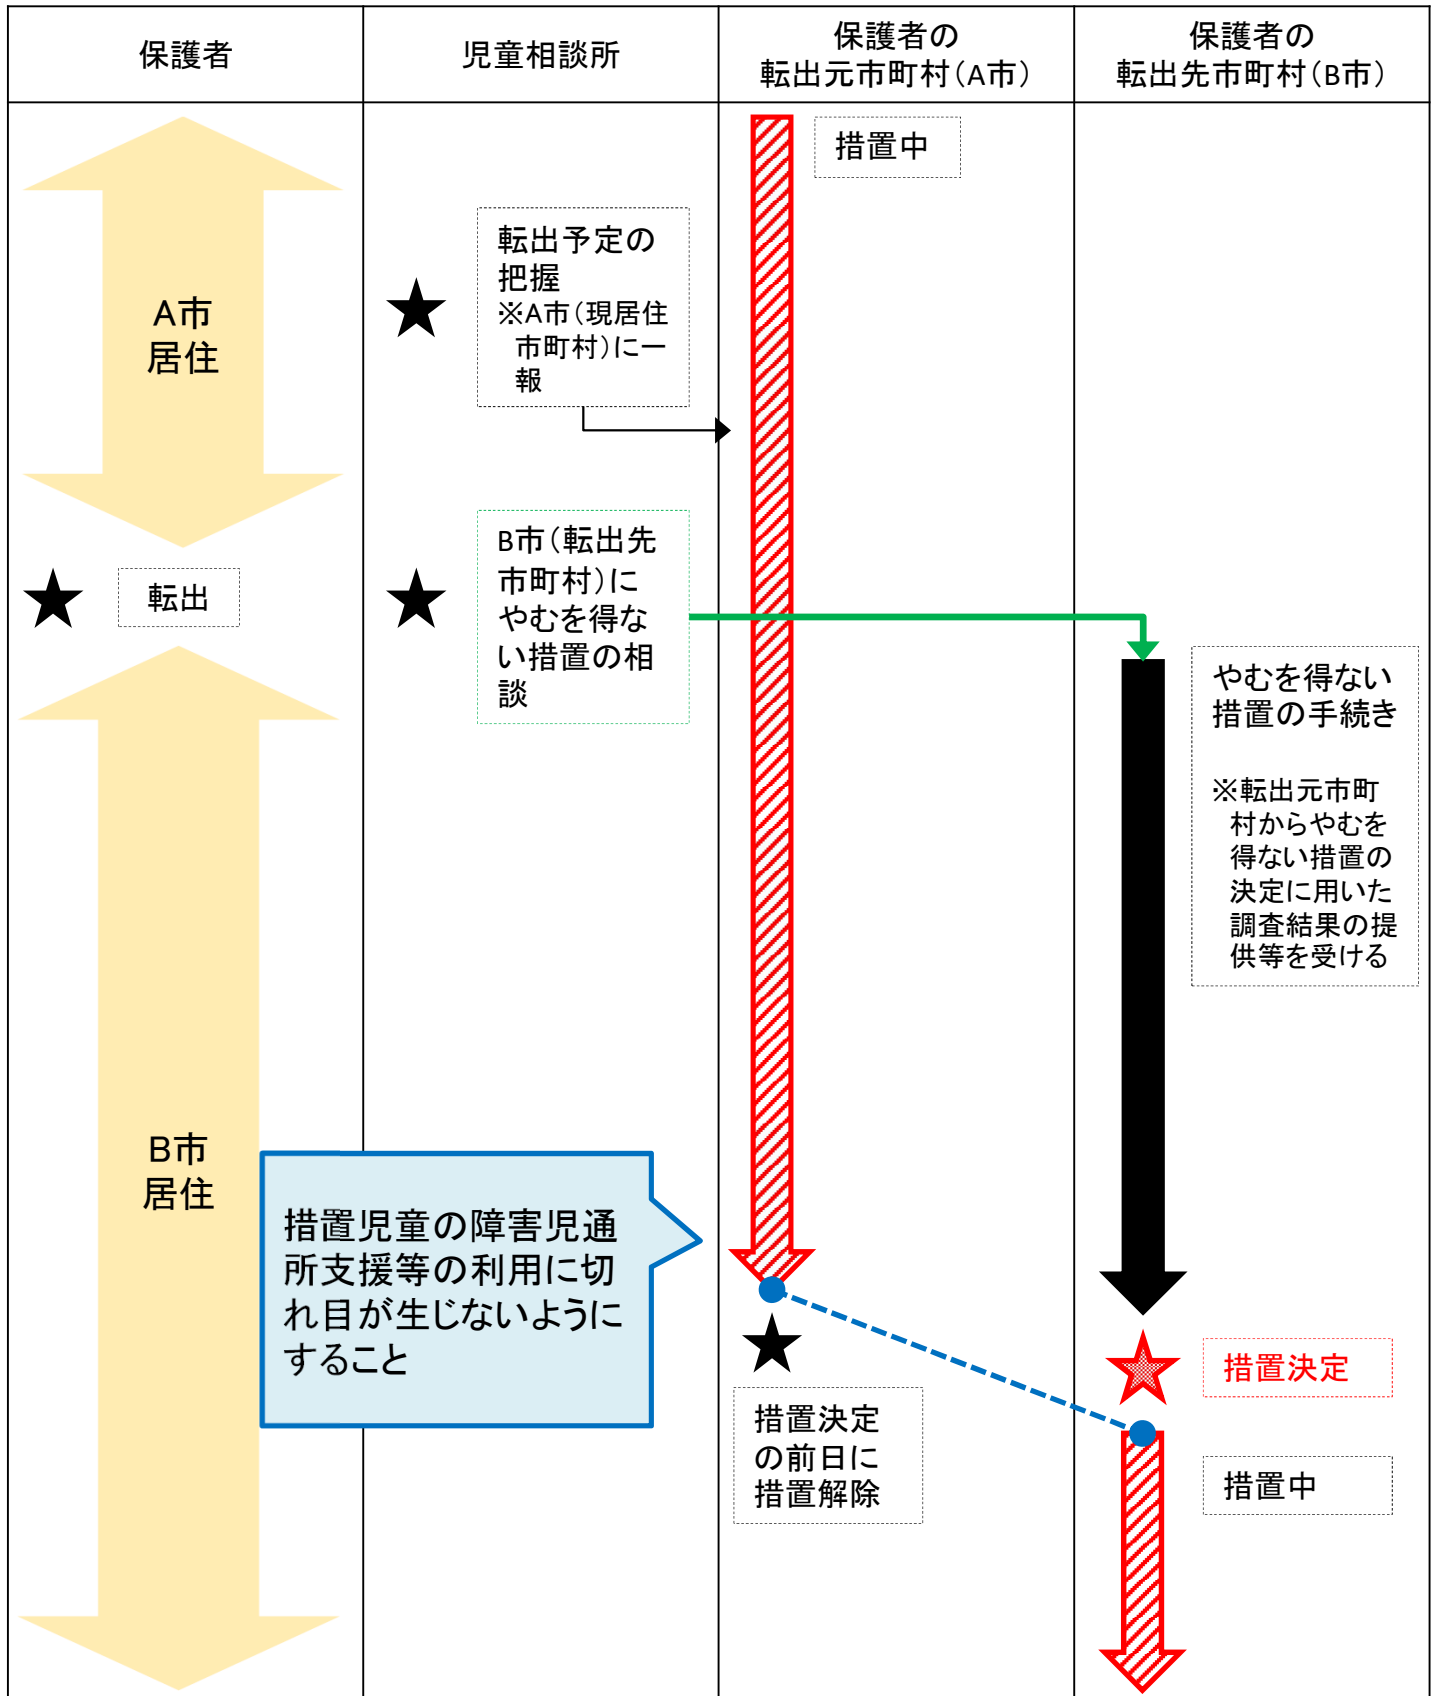 保護者
児童相談所
保護者の
転出元市町村(A市)
保護者の
転出先市町村(B市)
措置中
転出予定の
把握
※A市(現居住
市町村)に一
報
A市
居住
転出
B市(転出先
市町村)に
やむを得な
い措置の相
談
やむを得ない
措置の手続き
※転出元市町
村からやむを
得ない措置の
決定に用いた
調査結果の提
供等を受ける
B市
居住
措置児童の障害児通
所支援等の利用に切
れ目が生じないように
すること
措置決定
の前日に
措置解除
措置決定
措置中